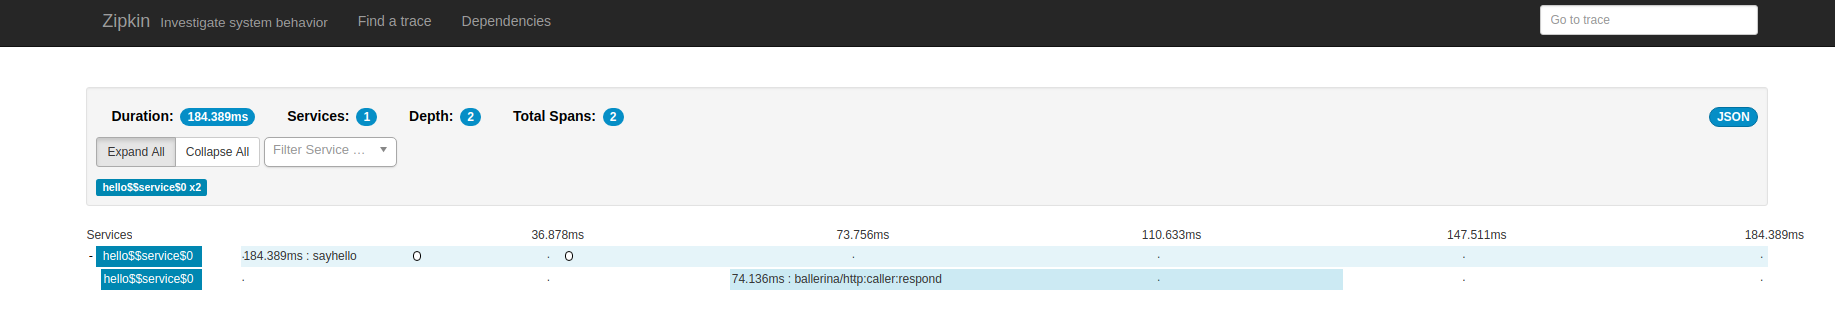 Zipkin Investigate system behavior Find a trace Dependencies Go to trace
Duration: 184.389ms Services: 1 Depth: 2 Total Spans: 2 JSON
Expand All Collapse All Filter Service ...
hello$$service$0 x2
Services 36.878ms 73.756ms 110.633ms 147.511ms 184.389ms
- hello$$service$0 184.389ms : sayhello
hello$$service$0 74.136ms : ballerina/http:caller:respond